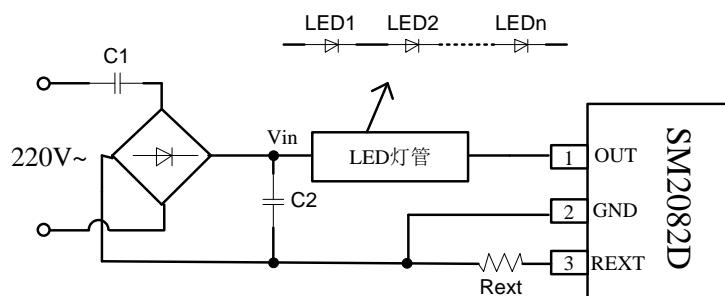 LED1 LED2 LEDn
C1
Vin
220V~
LED灯管
1 OUT
C2
2 GND
3 REXT
Rext
SM2082D